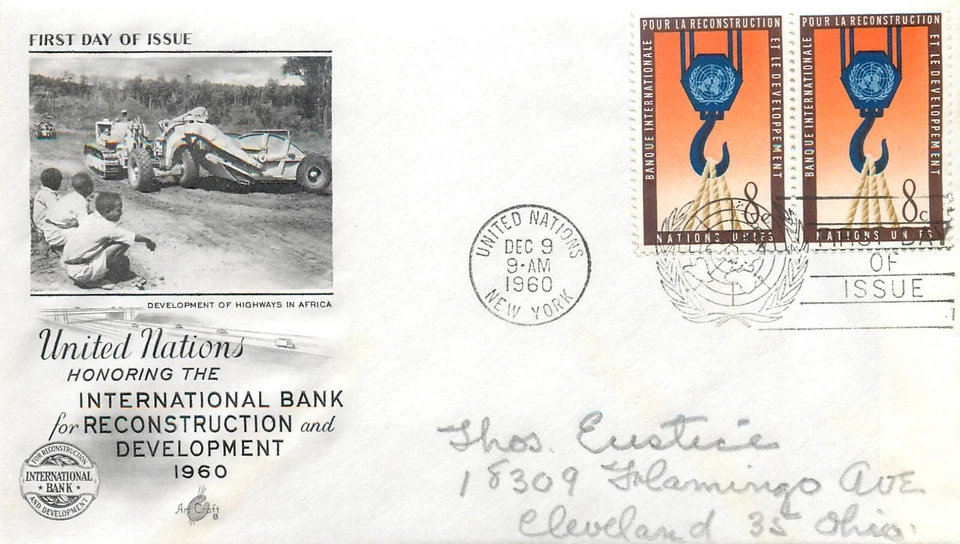 FIRST DAY OF ISSUE
DEVELOPMENT OF HIGHWAYS IN AFRICA
United Nations
HONORING THE
INTERNATIONAL BANK
for RECONSTRUCTION and
DEVELOPMENT
1960
FOR RECONSTRUCTION
INTERNATIONAL
BANK
AND DEVELOPMENT
Art Craft
B
UNITED NATIONS
DEC 9
9-AM
1960
NEW YORK
BANQUE INTERNATIONALE
POUR LA RECONSTRUCTION
ET LE DEVELOPPEMENT
8c
NATIONS UNIES
BANQUE INTERNATIONALE
POUR LA RECONSTRUCTION
ET LE DEVELOPPEMENT
8c
NATIONS UNIES
FIRST DAY
OF
ISSUE
Thos. Eustice
18309 Flamingo AVE
Cleveland 35 Ohio.